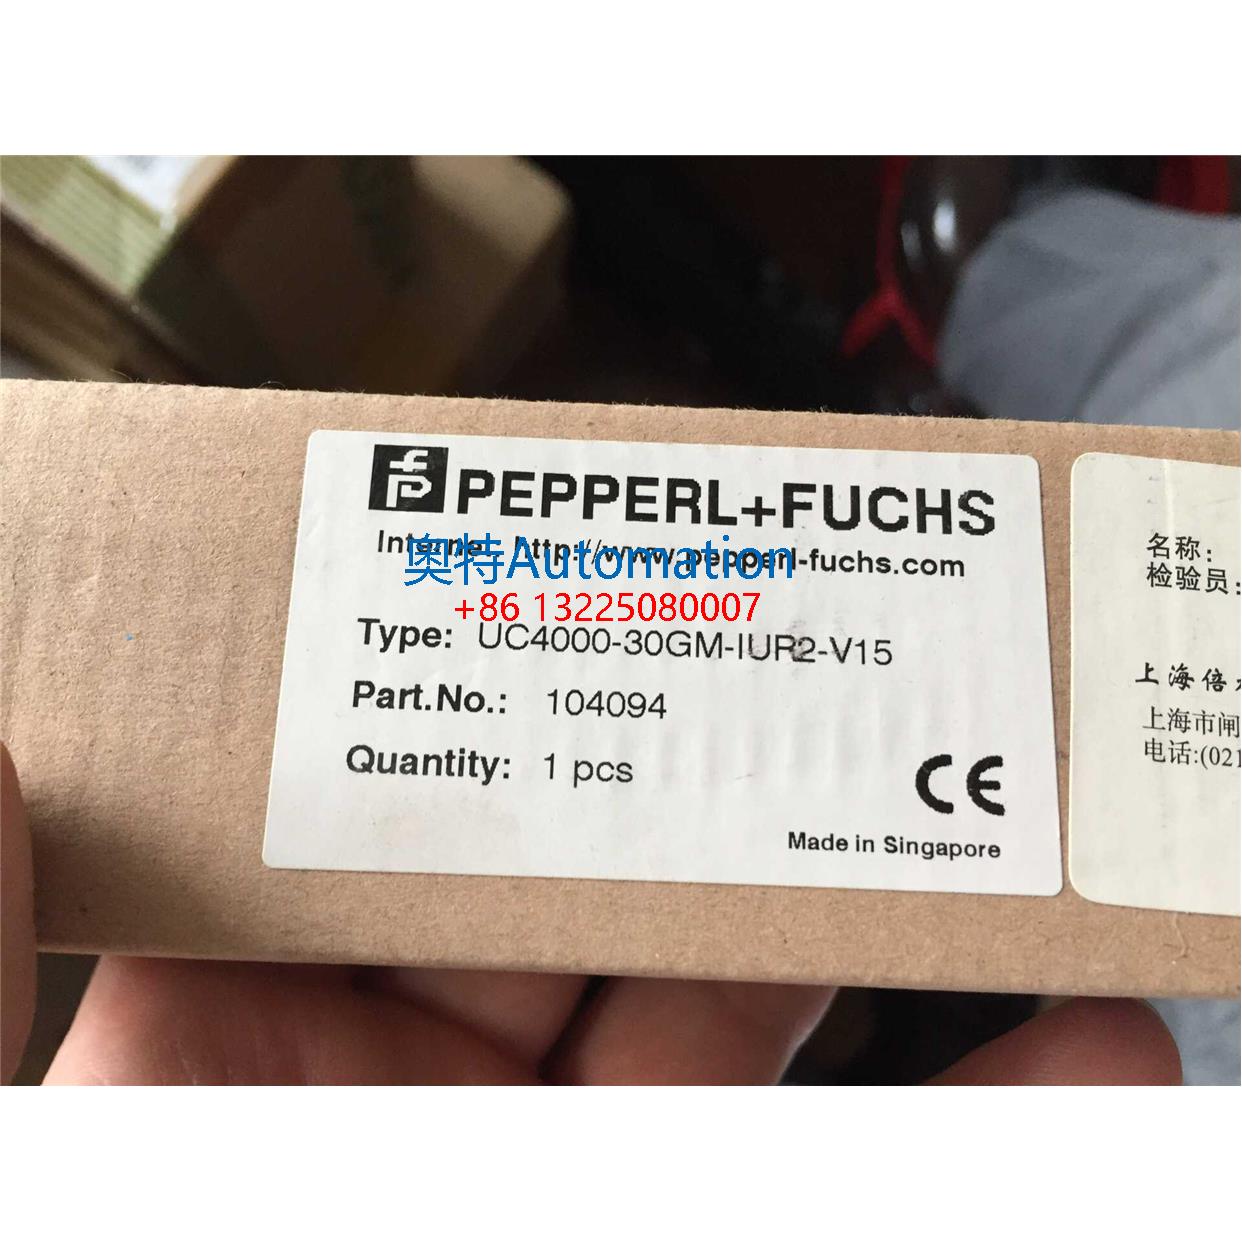 PEPPERL+FUCHS
Internet: http://www.pepperl-fuchs.com
奥特Automation
+86 13225080007
Type: UC4000-30GM-IUR2-V15
Part.No.: 104094
Quantity: 1 pcs
CE
Made in Singapore
名称:
检验员:
上海倍
上海市闸
电话:(021